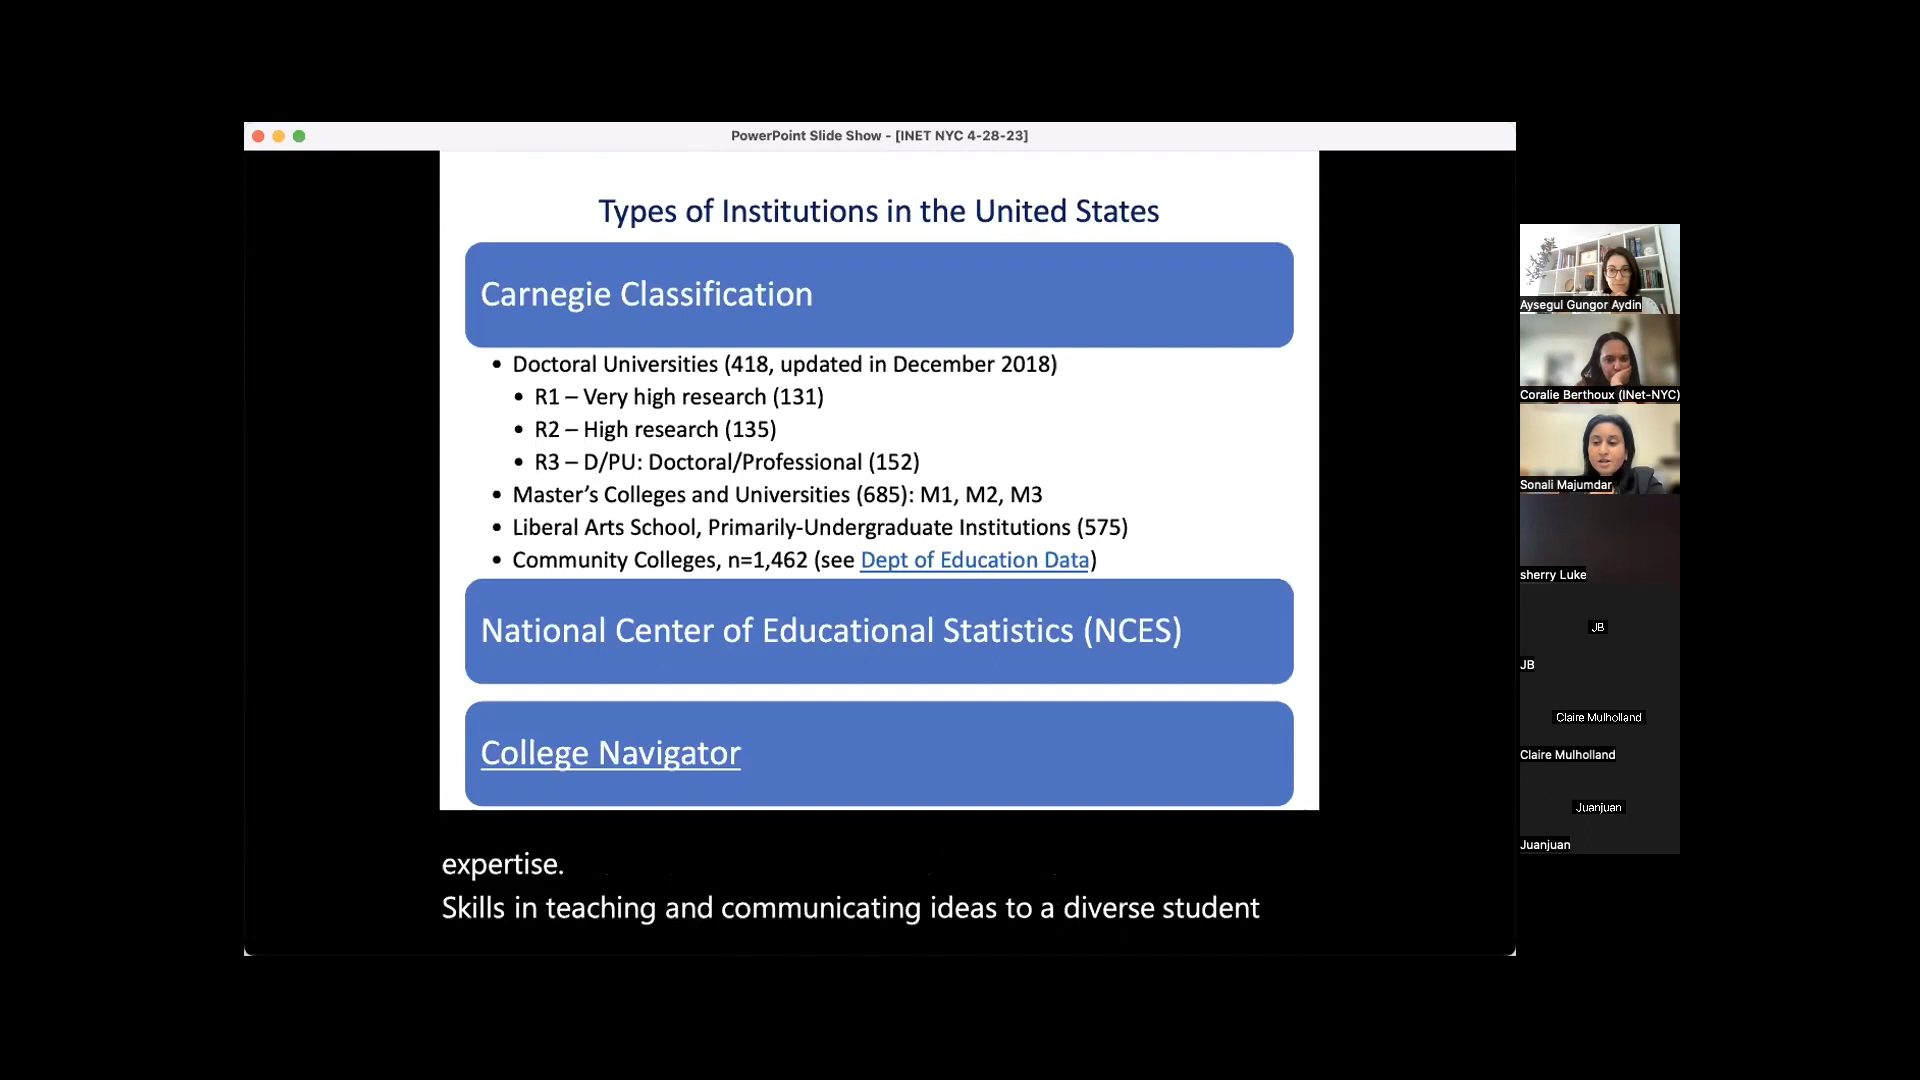 PowerPoint Slide Show - [INET NYC 4-28-23]
Types of Institutions in the United States
Carnegie Classification
• Doctoral Universities (418, updated in December 2018)
• R1 – Very high research (131)
• R2 – High research (135)
• R3 – D/PU: Doctoral/Professional (152)
• Master’s Colleges and Universities (685): M1, M2, M3
• Liberal Arts School, Primarily-Undergraduate Institutions (575)
• Community Colleges, n=1,462 (see Dept of Education Data)
National Center of Educational Statistics (NCES)
College Navigator
expertise.
Skills in teaching and communicating ideas to a diverse student
Aysegul Gungor Aydin
Coralie Berthoux (INet-NYC)
Sonali Majumdar
sherry Luke
JB
JB
Claire Mulholland
Claire Mulholland
Juanjuan
Juanjuan